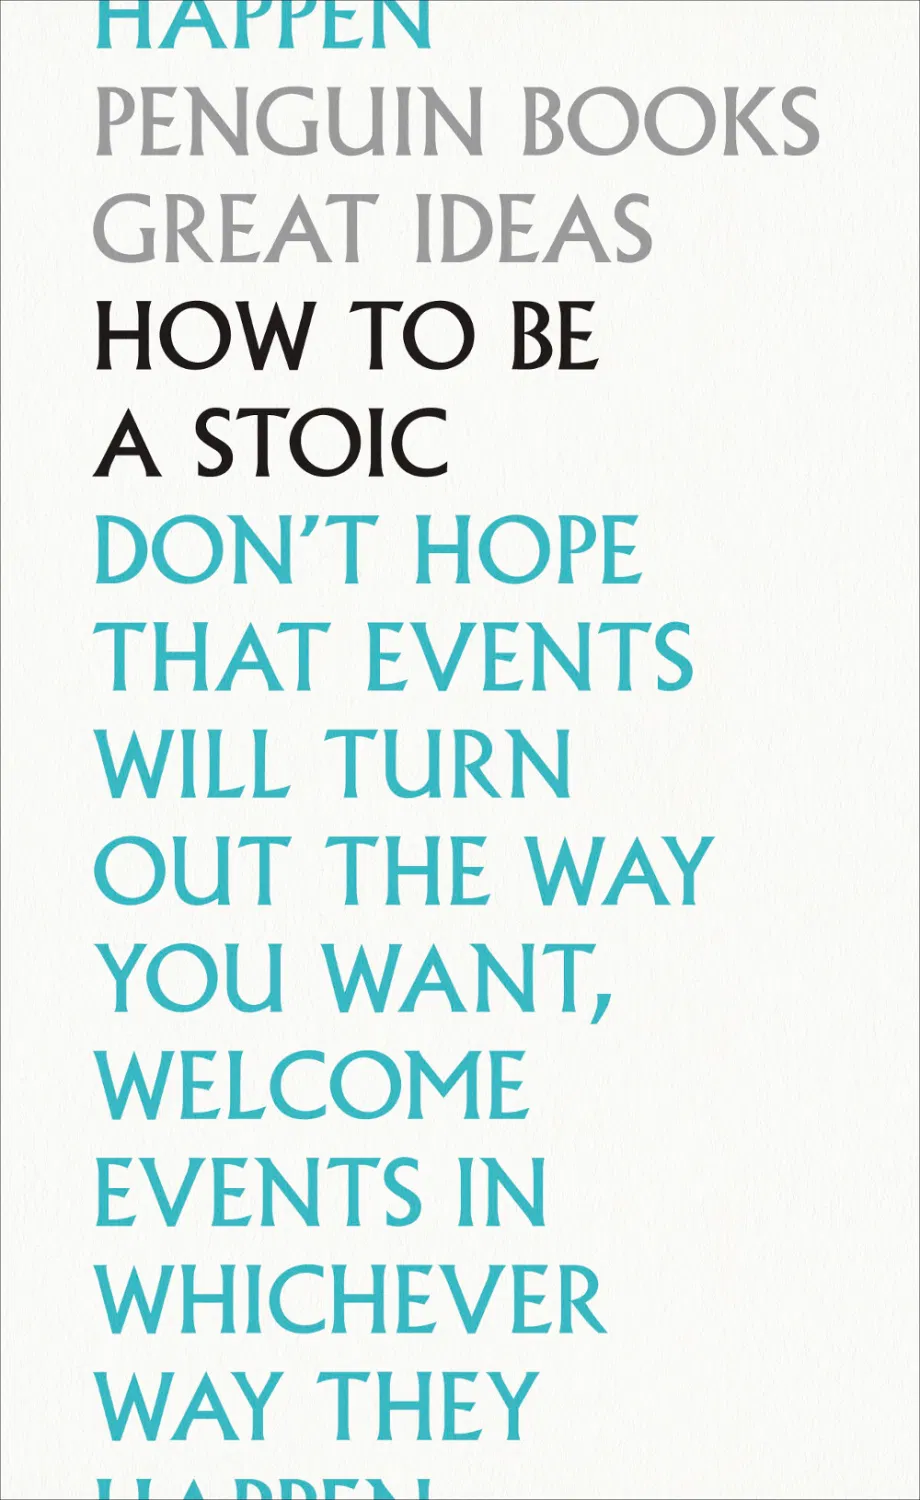 HAPPEN
PENGUIN BOOKS
GREAT IDEAS
HOW TO BE
A STOIC
DON'T HOPE
THAT EVENTS
WILL TURN
OUT THE WAY
YOU WANT,
WELCOME
EVENTS IN
WHICHEVER
WAY THEY
HAPPEN